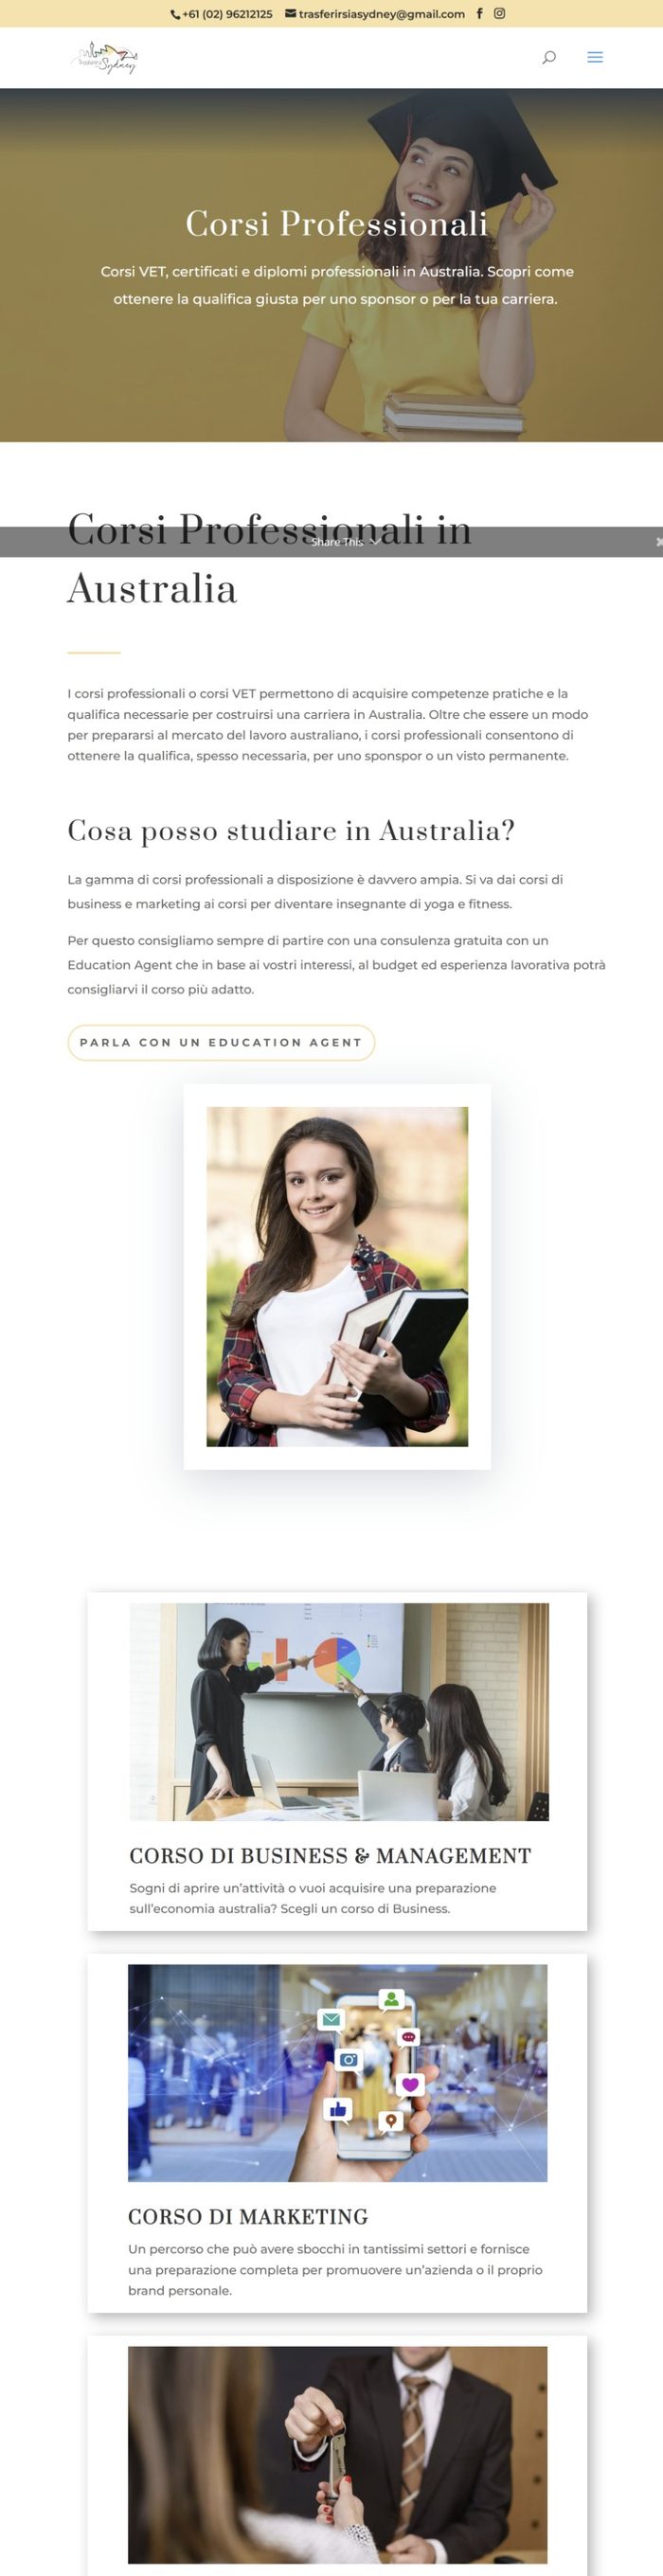 +61 (02) 96212125 trasferirsiasydney@gmail.com
Trasferirsi
Sydney
Corsi Professionali
Corsi VET, certificati e diplomi professionali in Australia. Scopri come
ottenere la qualifica giusta per uno sponsor o per la tua carriera.
Corsi Professionali in
Share This
Australia
I corsi professionali o corsi VET permettono di acquisire competenze pratiche e la
qualifica necessarie per costruirsi una carriera in Australia. Oltre che essere un modo
per prepararsi al mercato del lavoro australiano, i corsi professionali consentono di
ottenere la qualifica, spesso necessaria, per uno sponspor o un visto permanente.
Cosa posso studiare in Australia?
La gamma di corsi professionali a disposizione è davvero ampia. Si va dai corsi di
business e marketing ai corsi per diventare insegnante di yoga e fitness.
Per questo consigliamo sempre di partire con una consulenza gratuita con un
Education Agent che in base ai vostri interessi, al budget ed esperienza lavorativa potrà
consigliarvi il corso più adatto.
PARLA CON UN EDUCATION AGENT
CORSO DI BUSINESS & MANAGEMENT
Sogni di aprire un'attività o vuoi acquisire una preparazione
sull'economia australia? Scegli un corso di Business.
CORSO DI MARKETING
Un percorso che può avere sbocchi in tantissimi settori e fornisce
una preparazione completa per promuovere un'azienda o il proprio
brand personale.